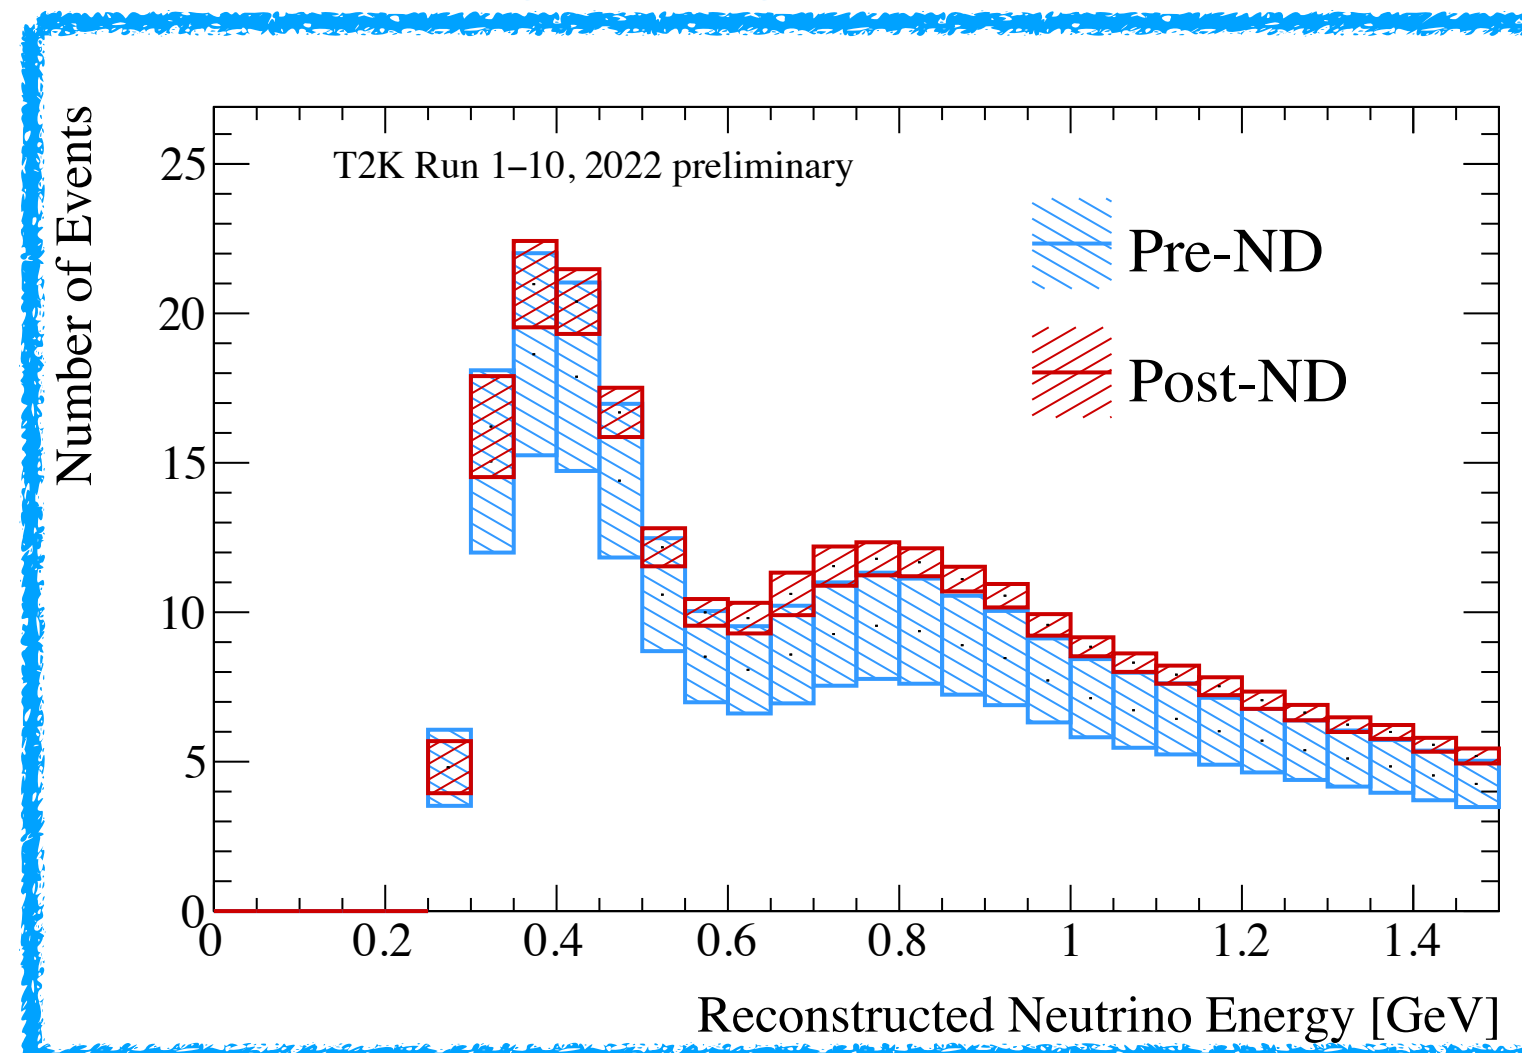 Number of Events
T2K Run 1–10, 2022 preliminary
Pre-ND
Post-ND
25
20
15
10
5
0
0 0.2 0.4 0.6 0.8 1 1.2 1.4
Reconstructed Neutrino Energy [GeV]